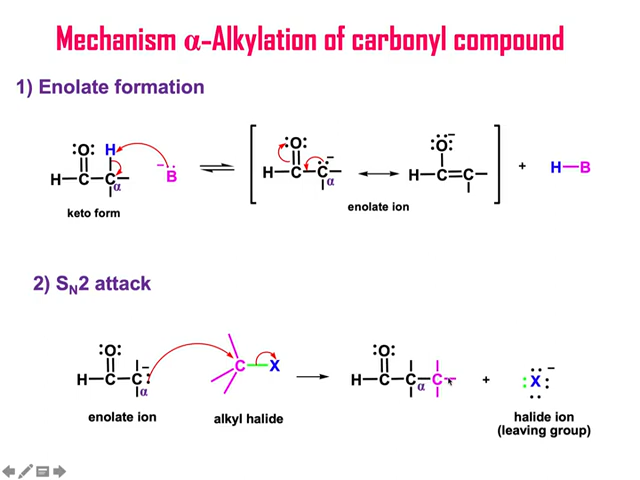 Mechanism α-Alkylation of carbonyl compound
1) Enolate formation
:O: H :O: :O:–
H–C–C– – B H–C–C– H–C=C– + H–B
α α
keto form
enolate ion
2) SN2 attack
:O: – :O: –
H–C–C: C–X H–C–C–C– + :X:
α α
enolate ion alkyl halide halide ion
(leaving group)